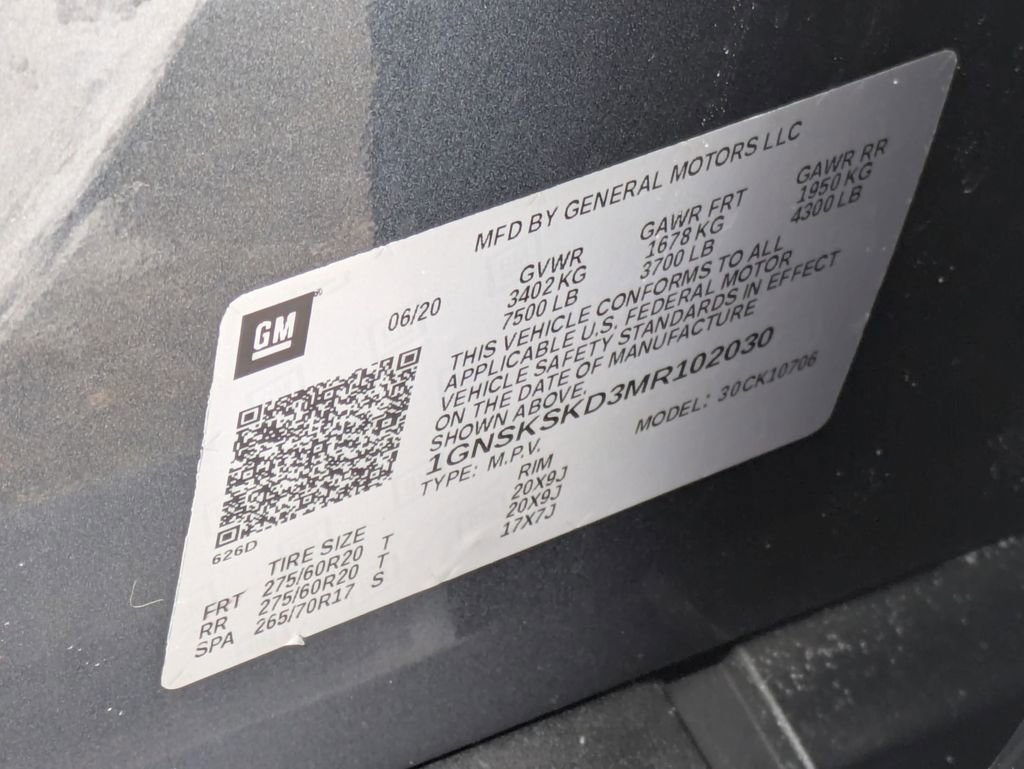 MFD BY GENERAL MOTORS LLC
GM
06/20
GVWR GAWR FRT GAWR RR
3402 KG 1678 KG 1950 KG
7500 LB 3700 LB 4300 LB
THIS VEHICLE CONFORMS TO ALL
APPLICABLE U.S. FEDERAL MOTOR
VEHICLE SAFETY STANDARDS IN EFFECT
ON THE DATE OF MANUFACTURE
SHOWN ABOVE.
1GNSKSKD3MR102030
TYPE: M.P.V. MODEL: 30CK10706
626D
TIRE SIZE RIM
FRT 275/60R20 T 20X9J
RR 275/60R20 T 20X9J
SPA 265/70R17 S 17X7J